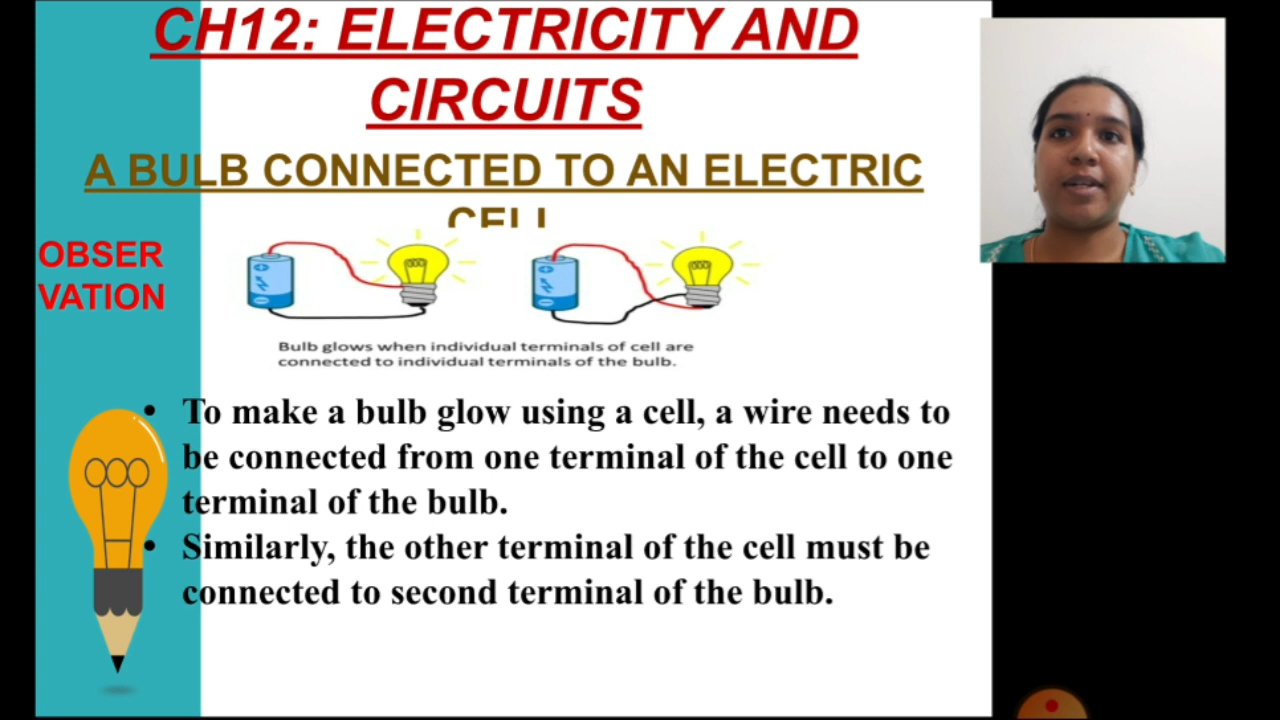 CH12: ELECTRICITY AND
CIRCUITS
A BULB CONNECTED TO AN ELECTRIC
CELL
OBSER
VATION
Bulb glows when individual terminals of cell are
connected to individual terminals of the bulb.
• To make a bulb glow using a cell, a wire needs to
be connected from one terminal of the cell to one
terminal of the bulb.
• Similarly, the other terminal of the cell must be
connected to second terminal of the bulb.